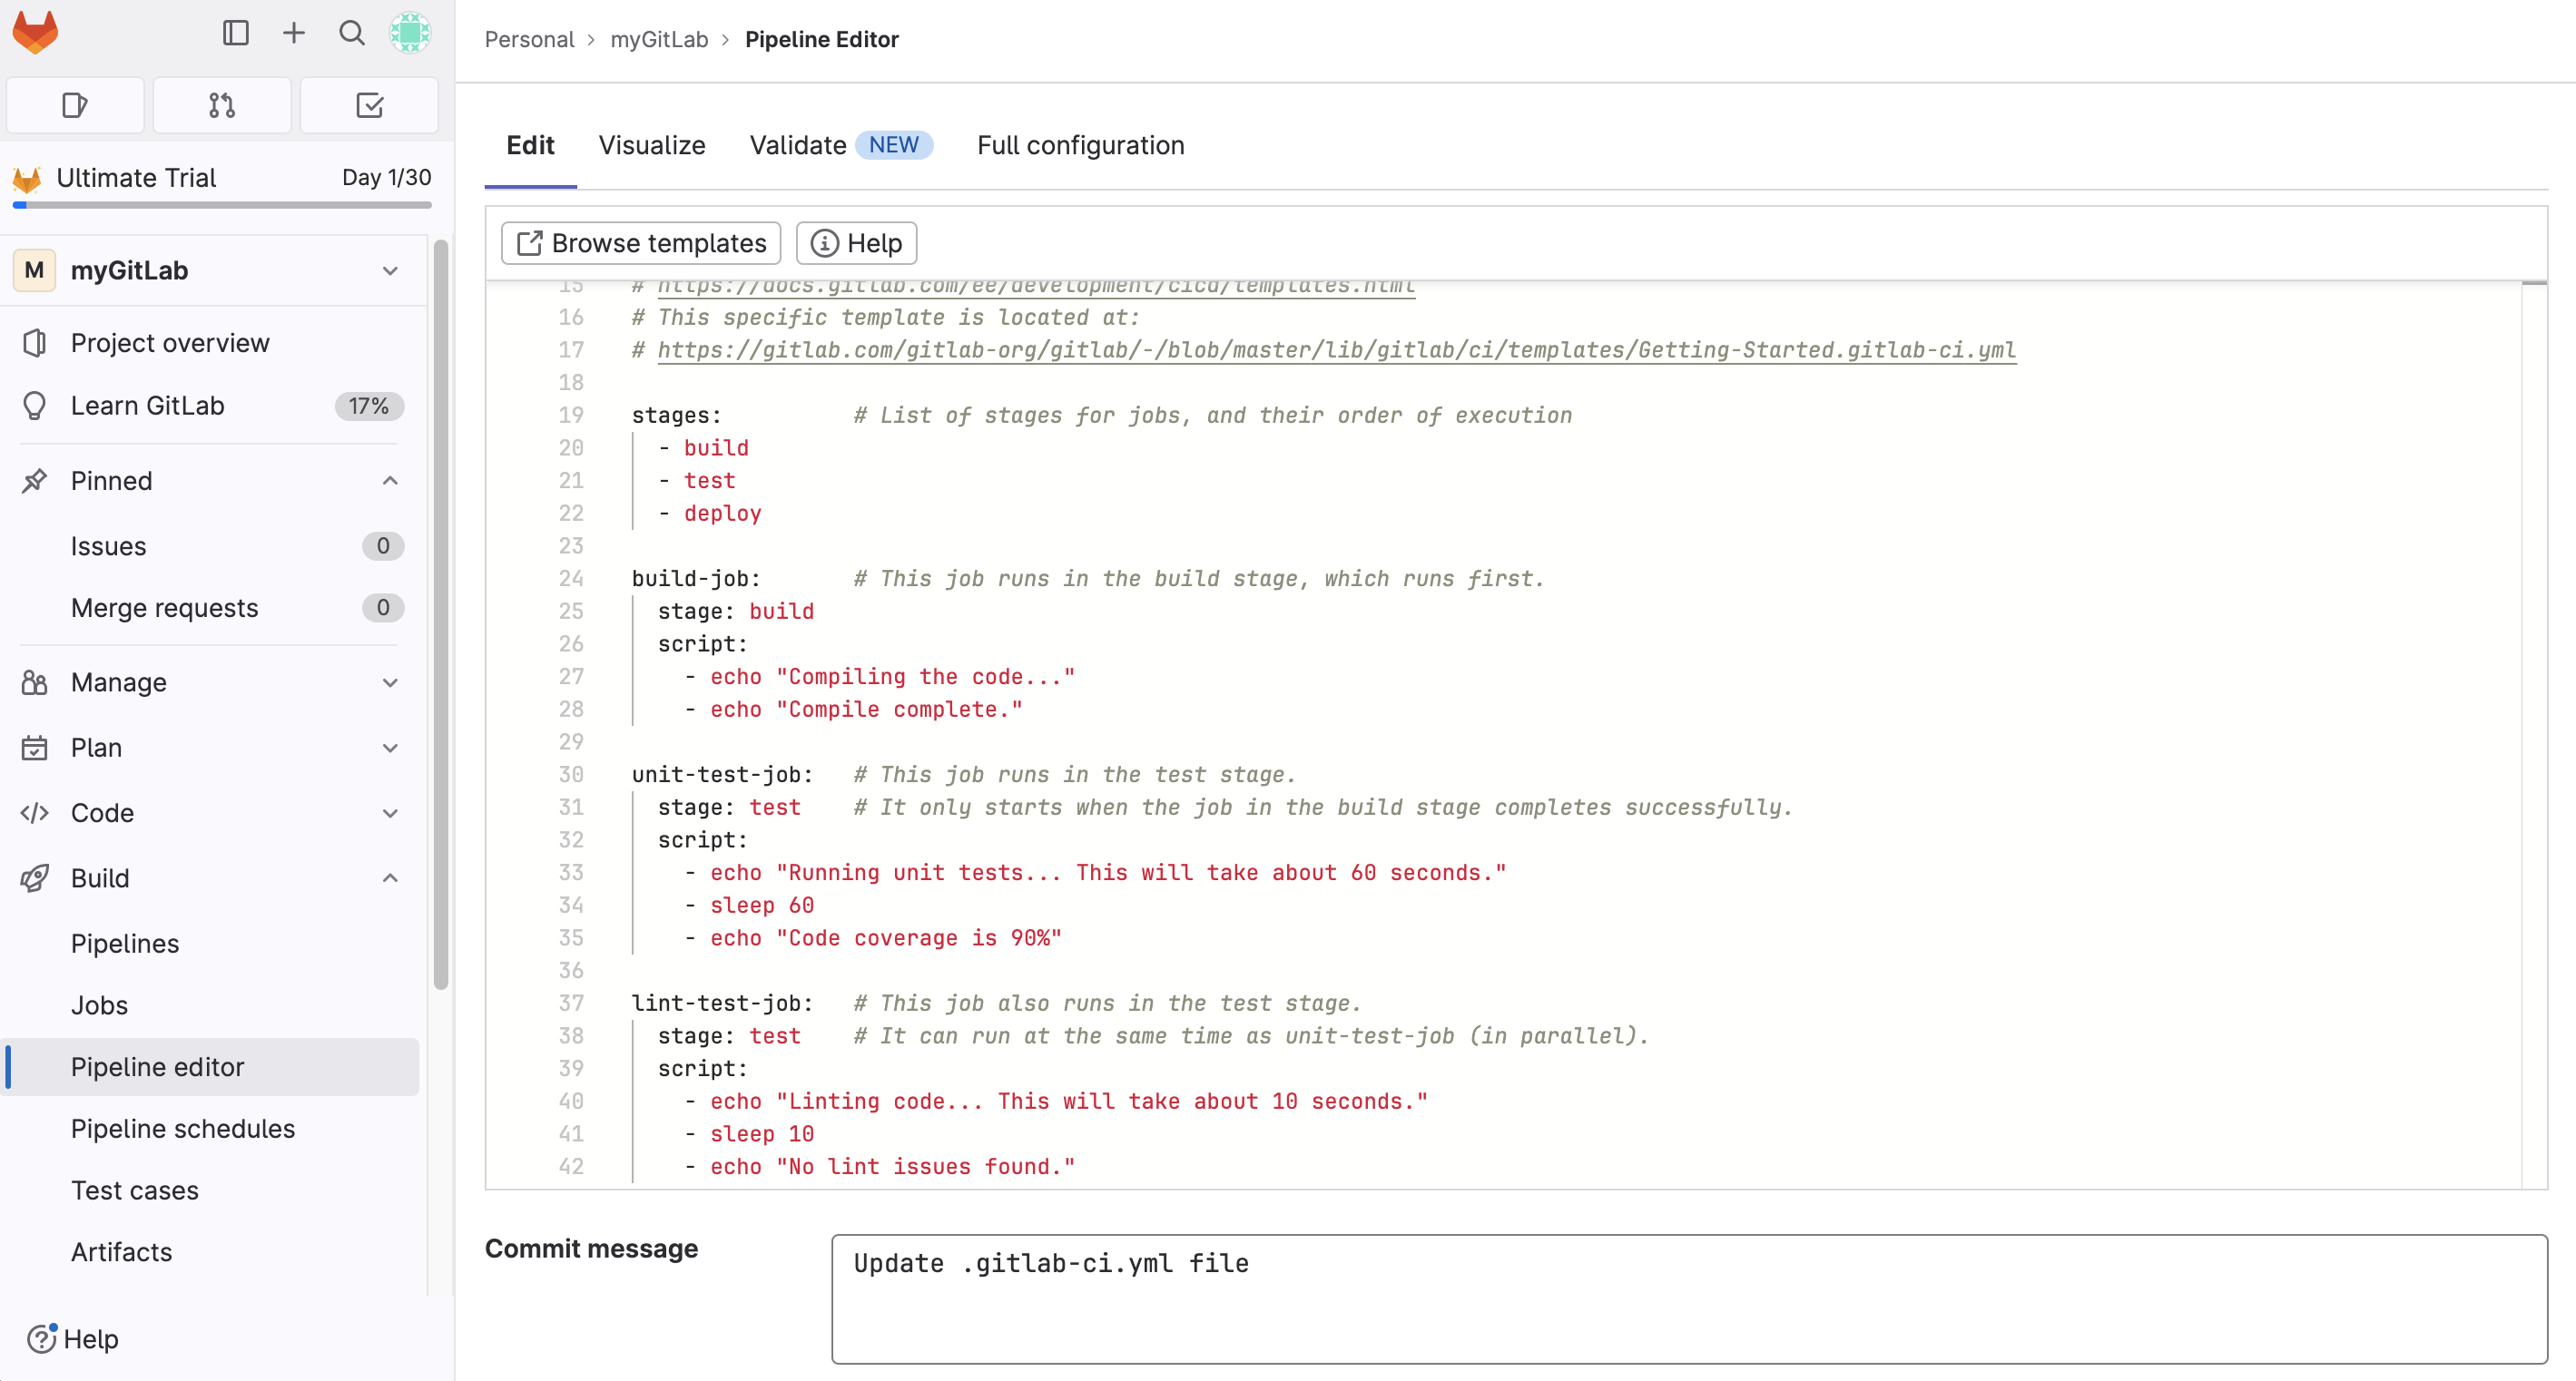 Personal > myGitLab > Pipeline Editor
Ultimate Trial Day 1/30
M myGitLab
Project overview
Learn GitLab 17%
Pinned
Issues 0
Merge requests 0
Manage
Plan
Code
Build
Pipelines
Jobs
Pipeline editor
Pipeline schedules
Test cases
Artifacts
Help
Edit Visualize Validate NEW Full configuration
Browse templates Help
15 # https://docs.gitlab.com/ee/development/cicd/templates.html
16 # This specific template is located at:
17 # https://gitlab.com/gitlab-org/gitlab/-/blob/master/lib/gitlab/ci/templates/Getting-Started.gitlab-ci.yml
18
19 stages:          # List of stages for jobs, and their order of execution
20   - build
21   - test
22   - deploy
23
24 build-job:       # This job runs in the build stage, which runs first.
25   stage: build
26   script:
27     - echo "Compiling the code..."
28     - echo "Compile complete."
29
30 unit-test-job:   # This job runs in the test stage.
31   stage: test    # It only starts when the job in the build stage completes successfully.
32   script:
33     - echo "Running unit tests... This will take about 60 seconds."
34     - sleep 60
35     - echo "Code coverage is 90%"
36
37 lint-test-job:   # This job also runs in the test stage.
38   stage: test    # It can run at the same time as unit-test-job (in parallel).
39   script:
40     - echo "Linting code... This will take about 10 seconds."
41     - sleep 10
42     - echo "No lint issues found."
Commit message
Update .gitlab-ci.yml file